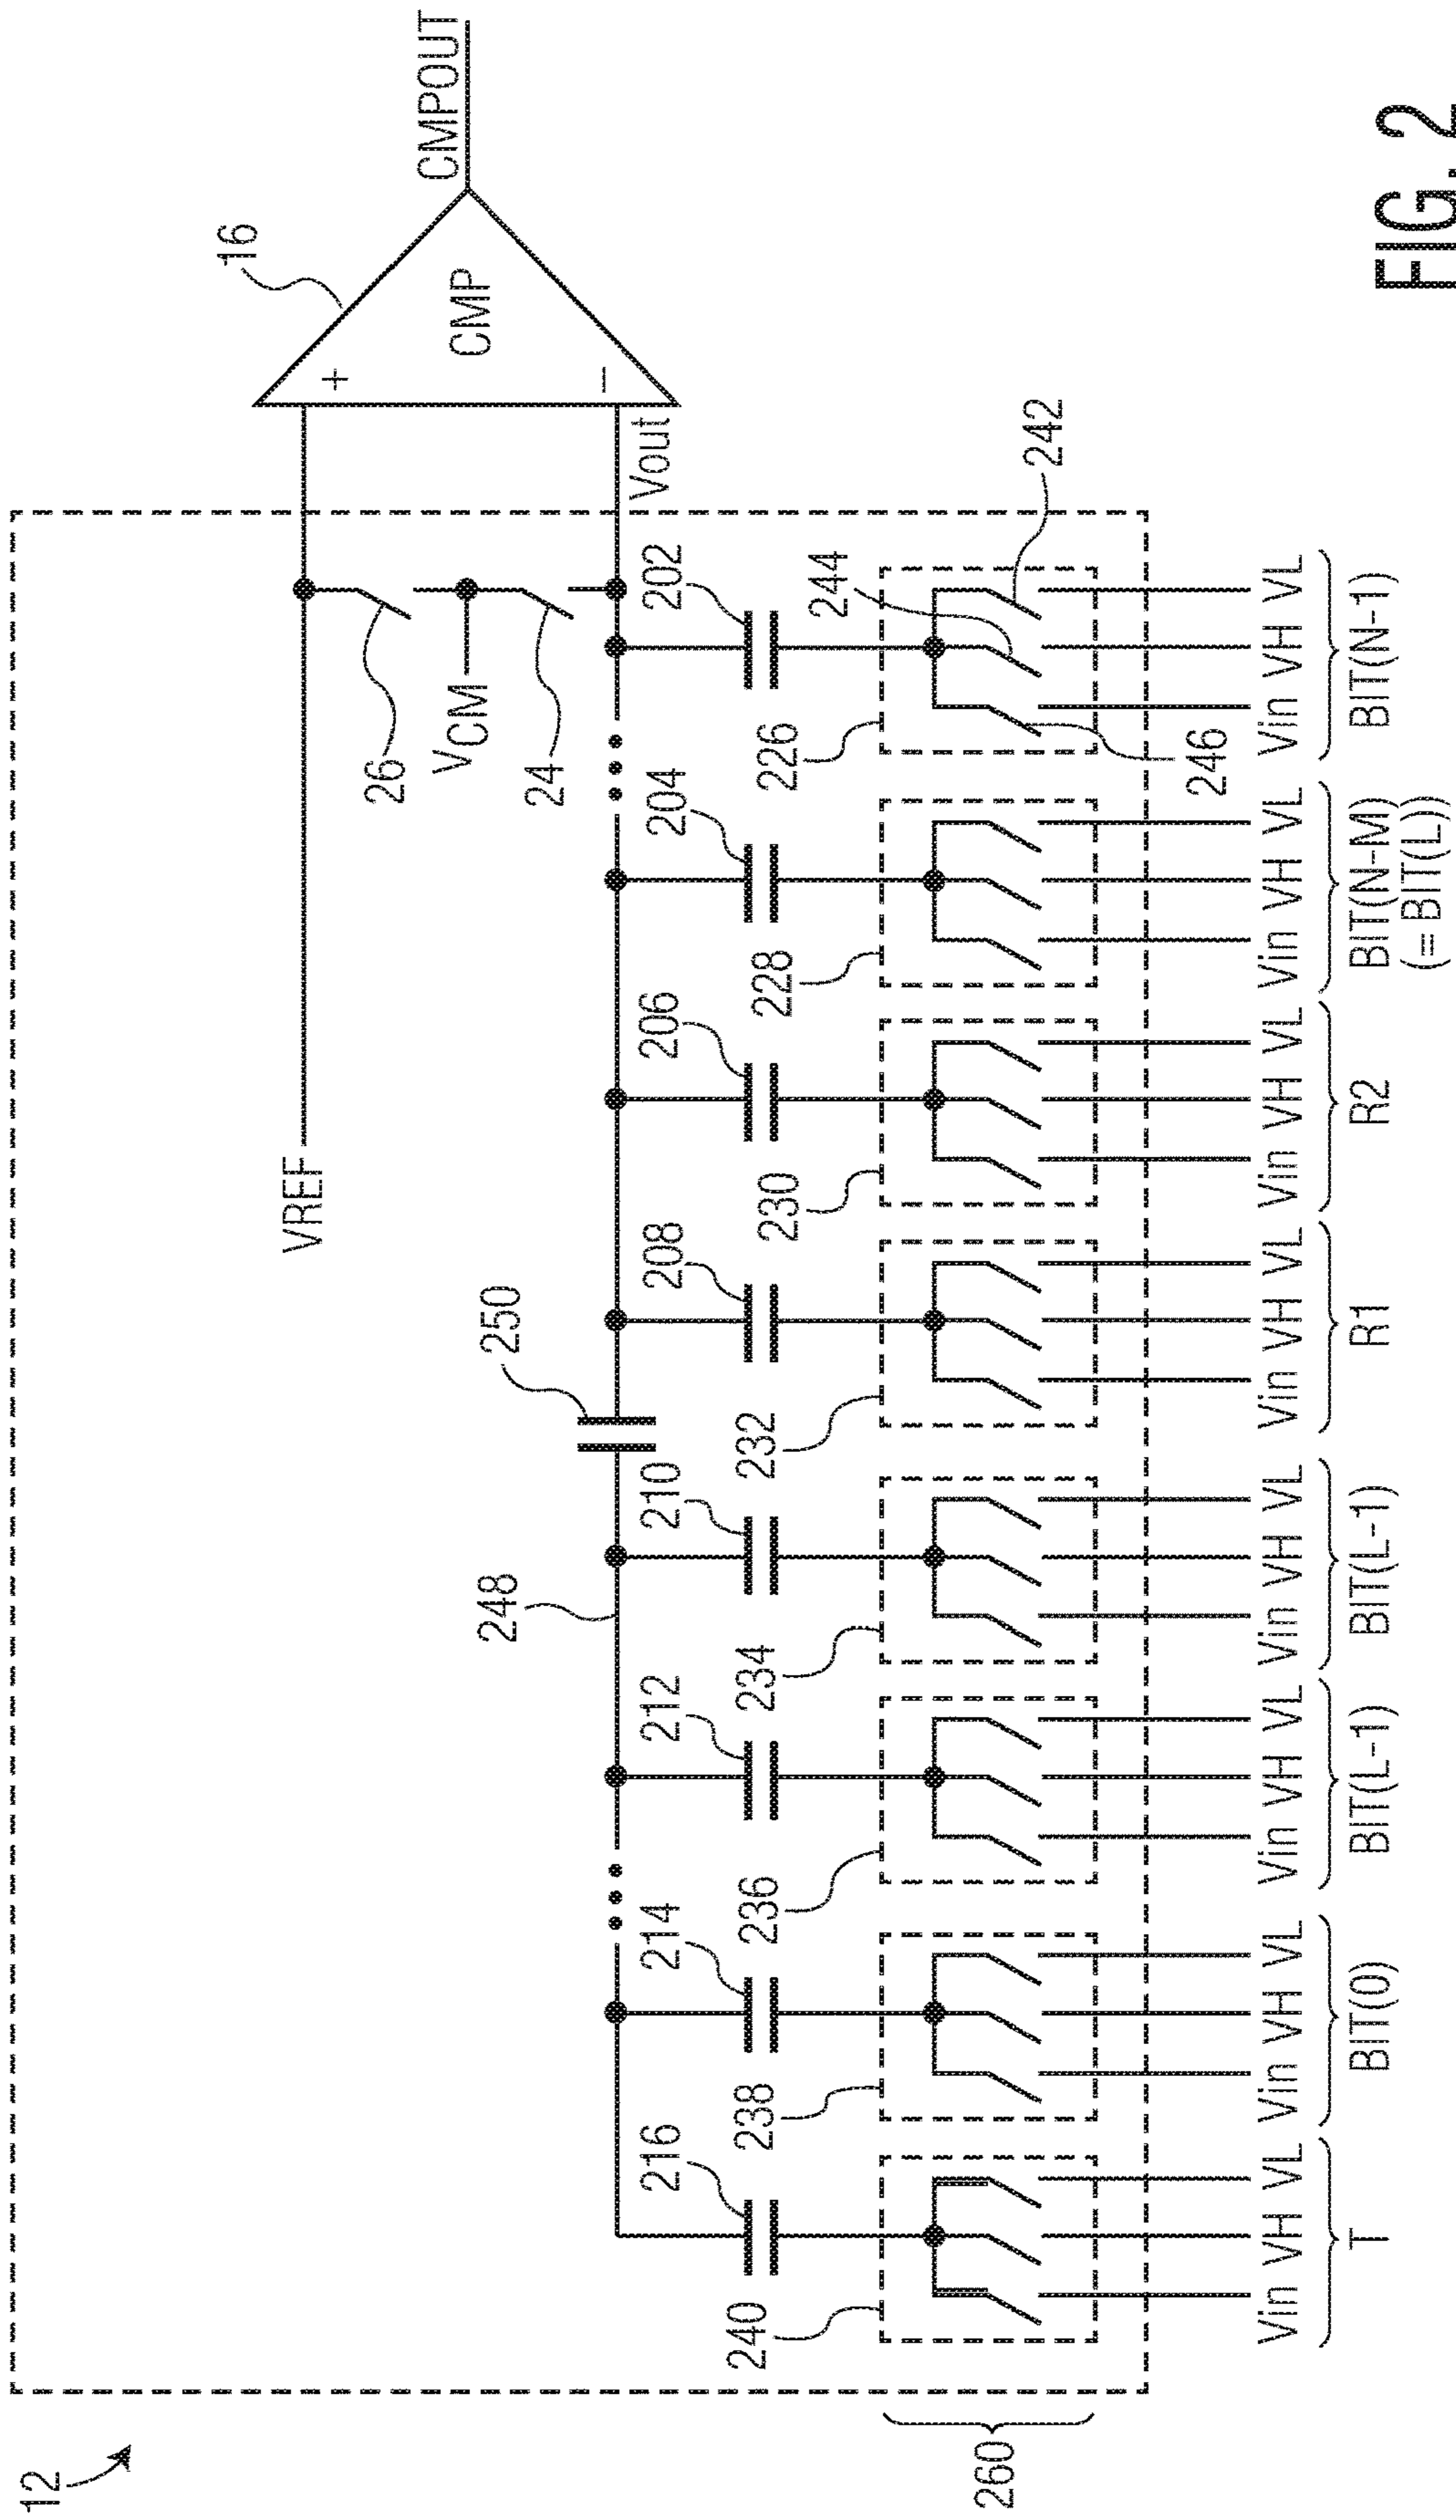 12
16
CMPOUT
CMP
+
−
Vout
VREF
26
VCM
24
250
248
216
214
212
210
208
206
204
202
240
238
236
234
232
230
228
226
244
242
246
260
Vin VH VL
Vin VH VL
Vin VH VL
Vin VH VL
Vin VH VL
Vin VH VL
Vin VH VL
Vin VH VL
T
BIT(0)
BIT(L-1)
BIT(L-1)
R1
R2
BIT(N-M)
(= BIT(L))
BIT(N-1)
FIG. 2